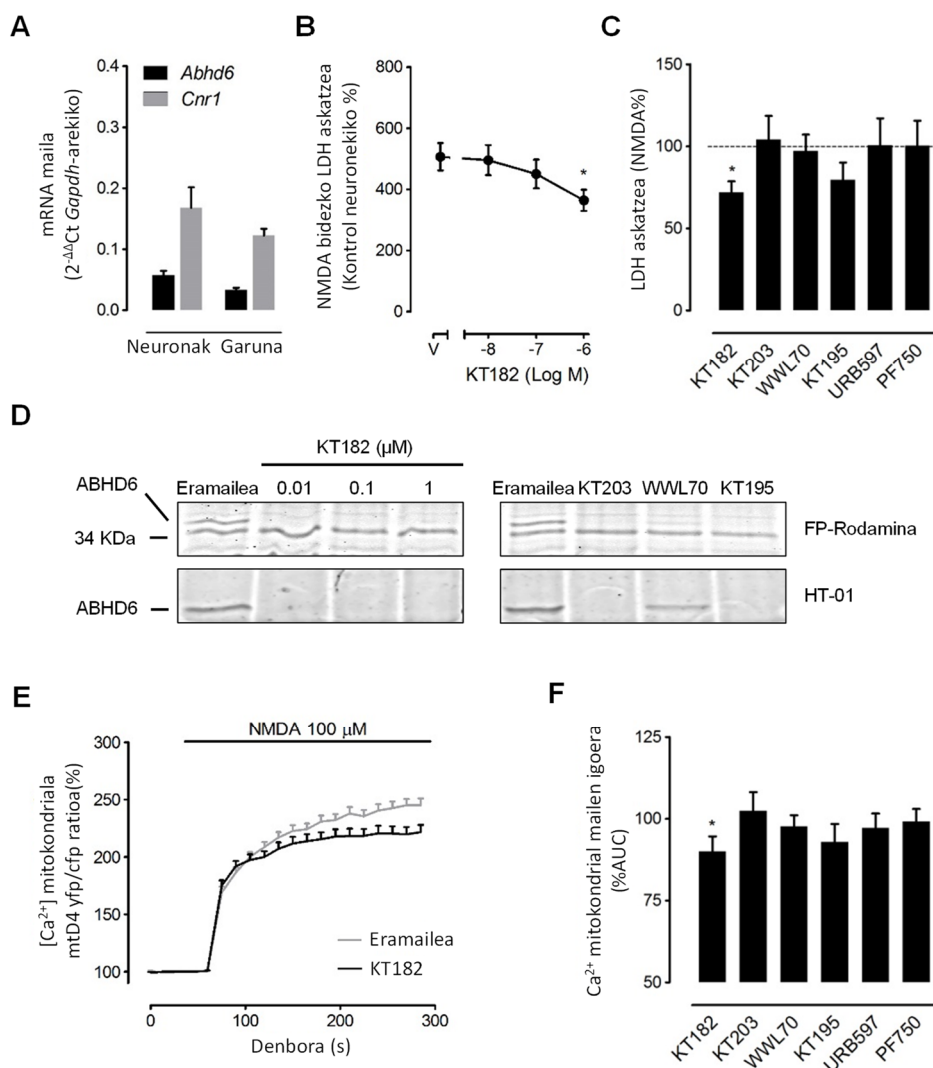 A
mRNA maila
(2-ΔΔCt Gapdh-arekiko)
0.4
0.3
0.2
0.1
0.0
Abhd6
Cnr1
Neuronak Garuna
B
NMDA bidezko LDH askatzea
(Kontrol neuronekiko %)
800
600
400
200
0
*
V -8 -7 -6
KT182 (Log M)
C
LDH askatzea (NMDA%)
150
100
50
0
*
KT182
KT203
WWL70
KT195
URB597
PF750
D
KT182 (μM)
ABHD6
Eramailea 0.01 0.1 1
Eramailea KT203 WWL70 KT195
34 KDa
FP-Rodamina
ABHD6
HT-01
E
NMDA 100 μM
[Ca2+] mitokondriala
mtD4 yfp/cfp ratioa(%)
300
250
200
150
100
Eramailea
KT182
0 100 200 300
Denbora (s)
F
Ca2+ mitokondrial mailen igoera
(%AUC)
125
100
75
50
*
KT182
KT203
WWL70
KT195
URB597
PF750